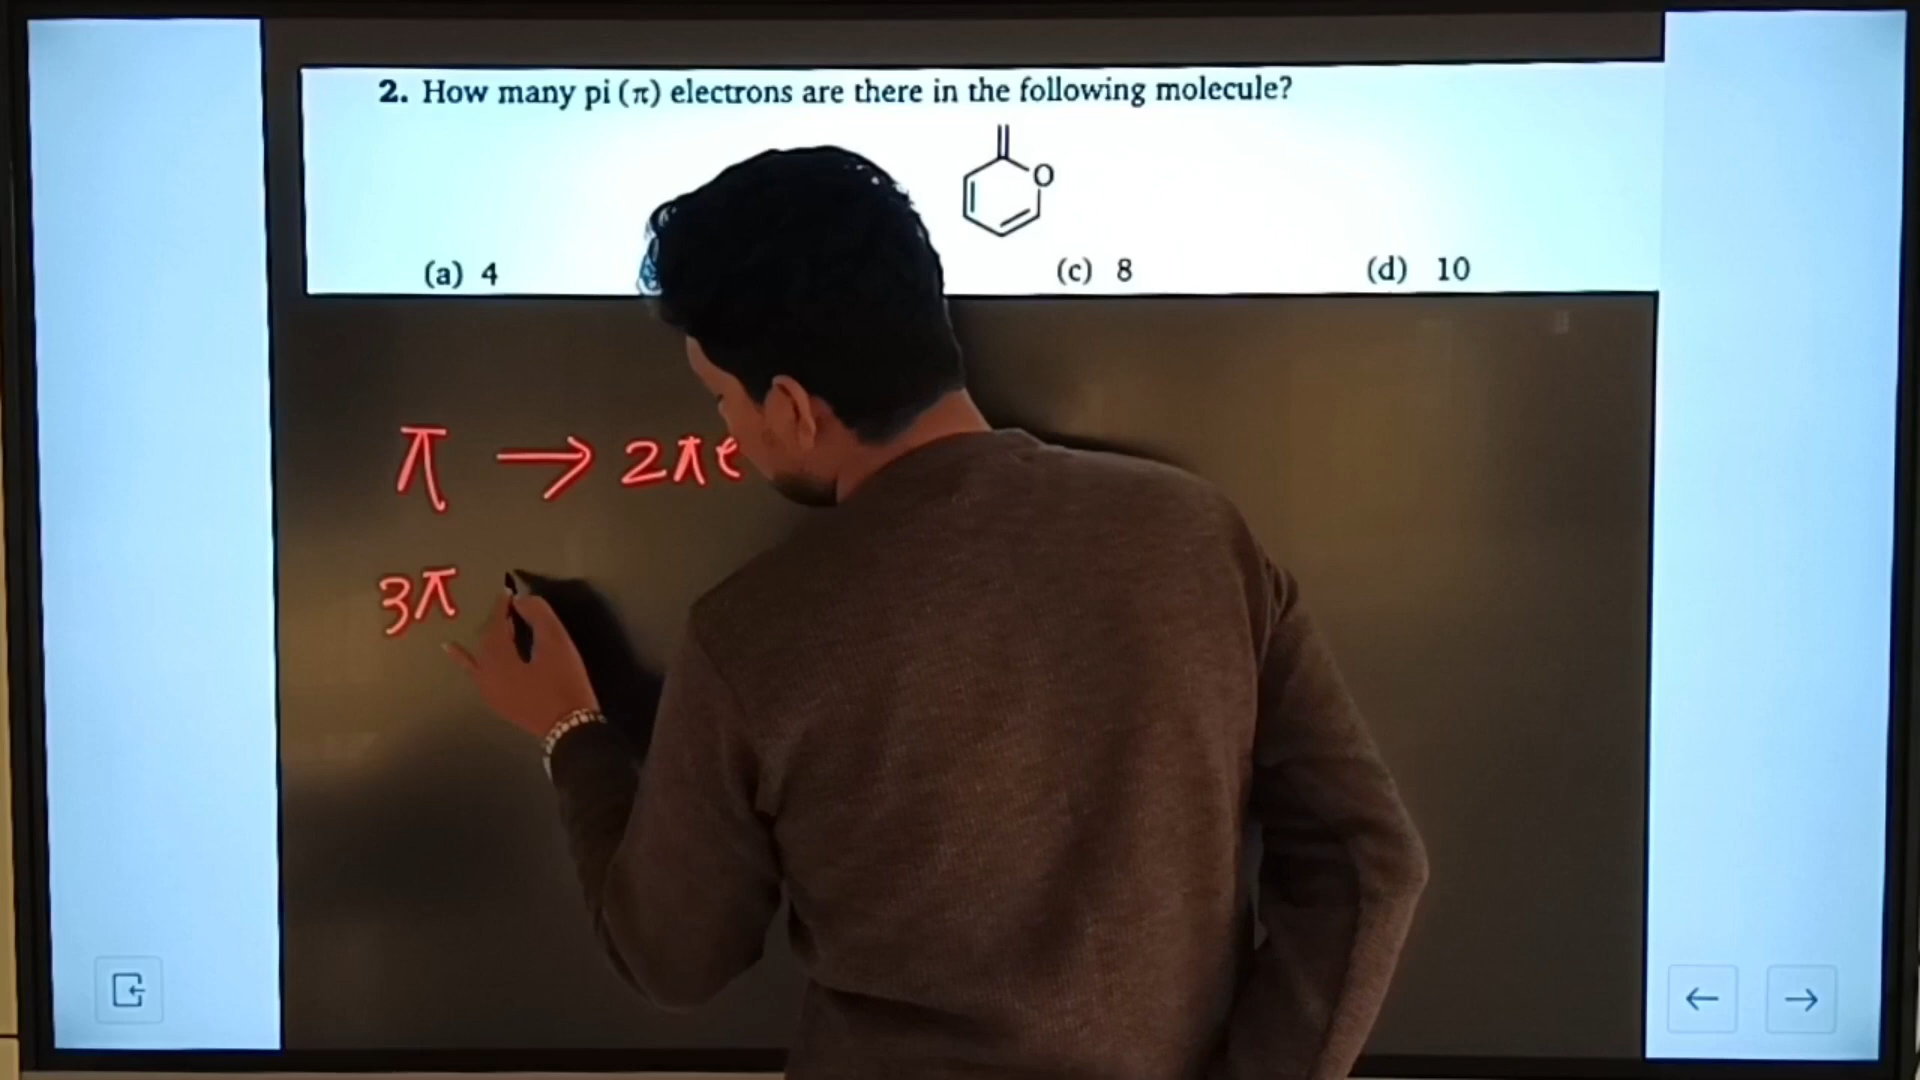 2. How many pi (π) electrons are there in the following molecule?
O
(a) 4 (c) 8 (d) 10
π → 2πe
3π